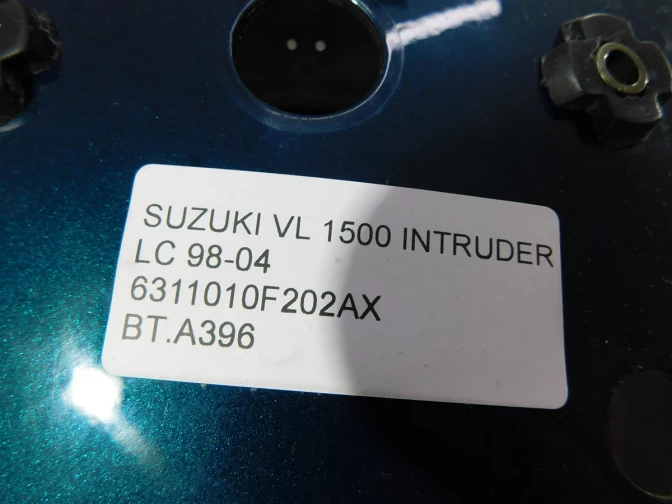 SUZUKI VL 1500 INTRUDER
LC 98-04
6311010F202AX
BT.A396